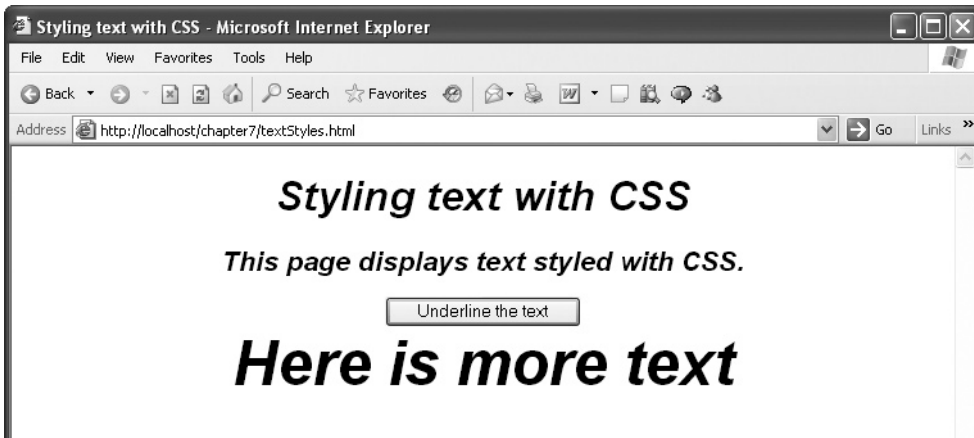 Styling text with CSS - Microsoft Internet Explorer
File Edit View Favorites Tools Help
Back Search Favorites W
Address http://localhost/chapter7/textStyles.html Go Links »
Styling text with CSS
This page displays text styled with CSS.
Underline the text
Here is more text